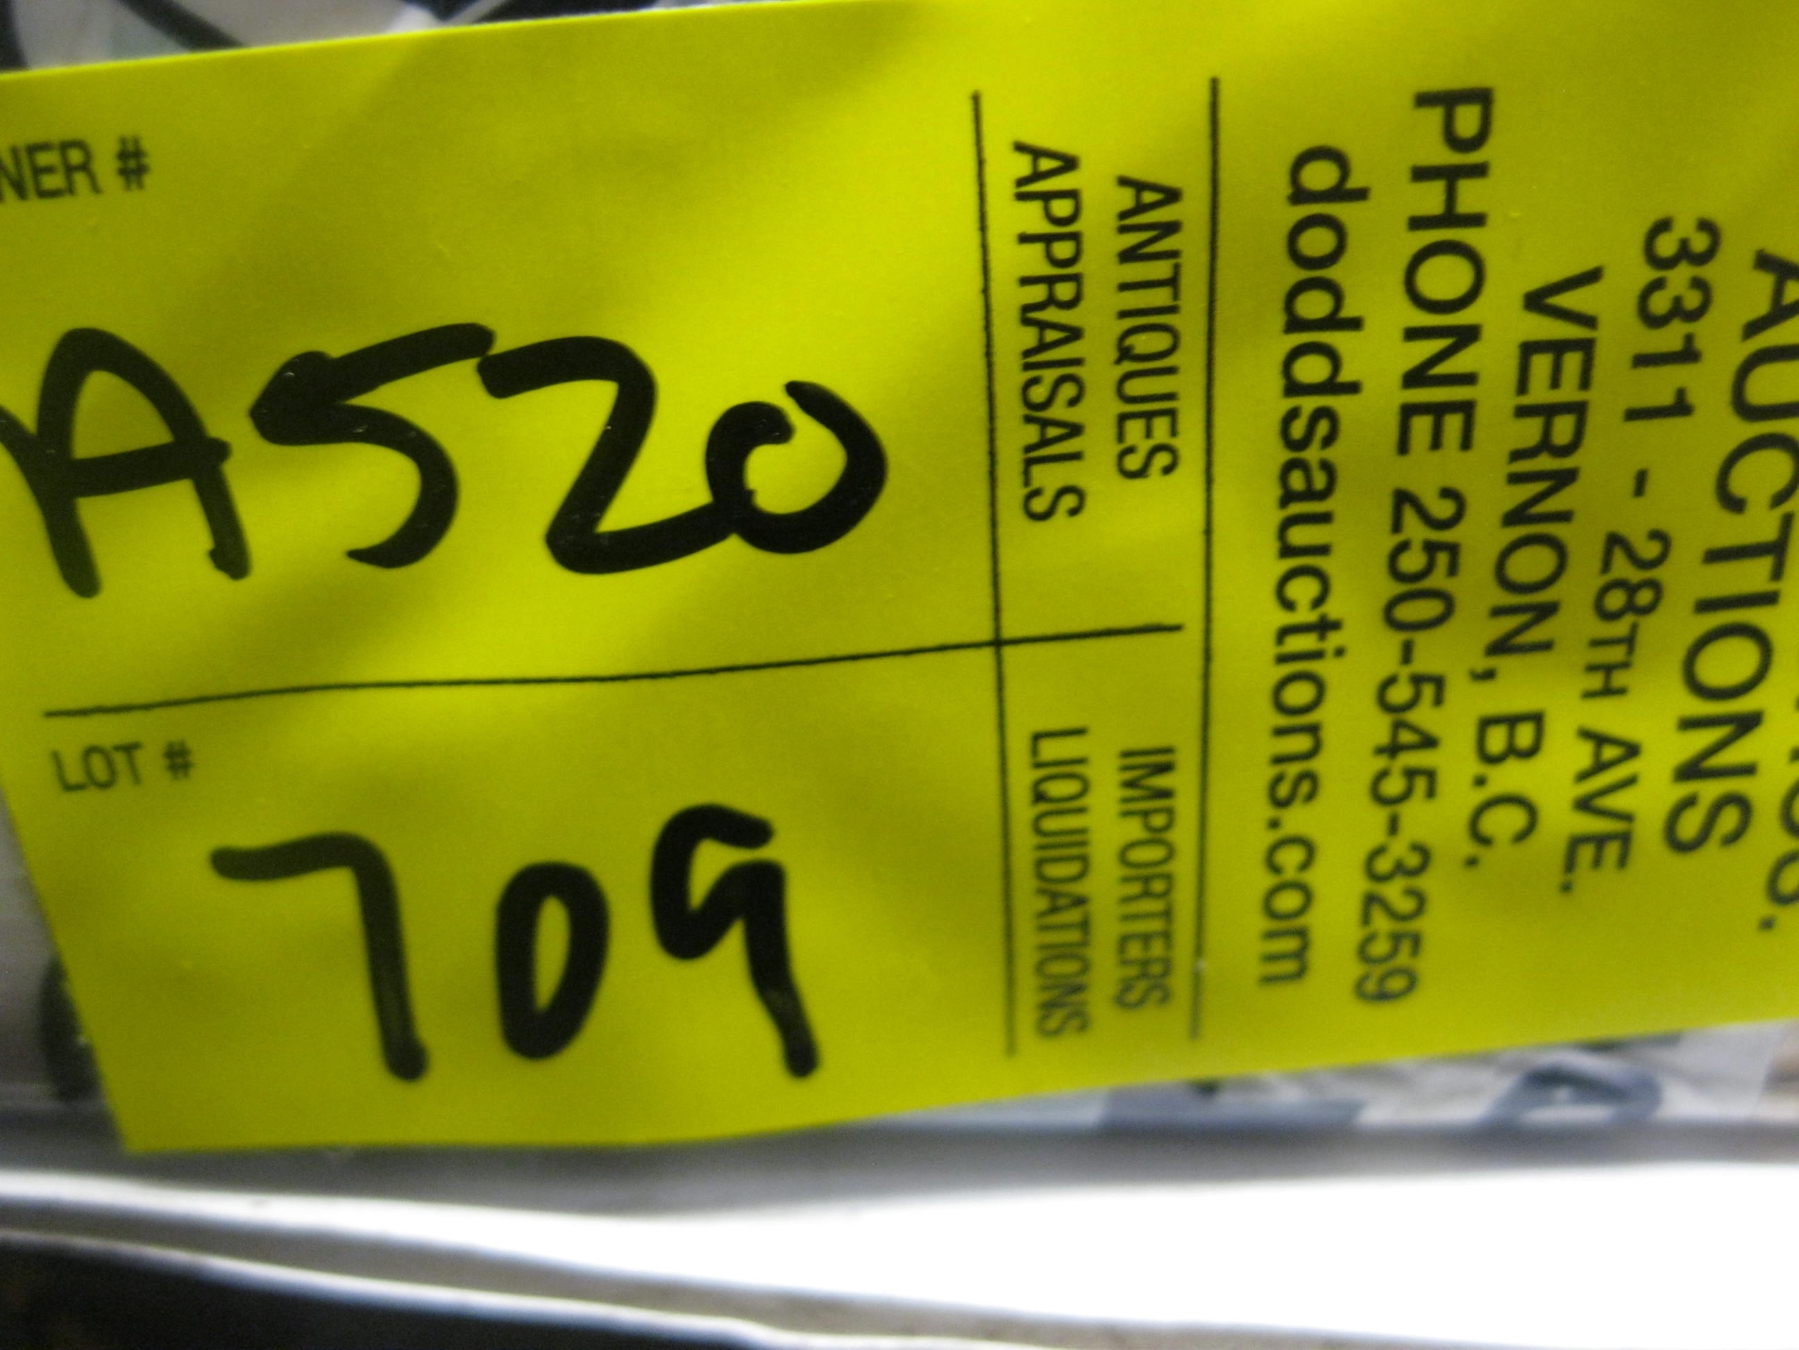 NER #
A520
LOT #
709
AUCTIONS
3311 - 28TH AVE.
VERNON, B.C.
PHONE 250-545-3259
doddsauctions.com
ANTIQUES
APPRAISALS
IMPORTERS
LIQUIDATIONS